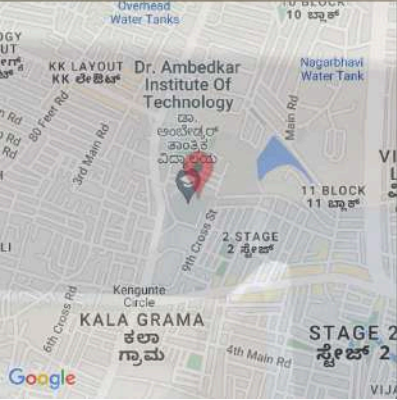 Overhead
Water Tanks
10 BLOCK
10 ಬ್ಲಾಕ್
KK LAYOUT
KK ಲೇಔಟ್
Dr. Ambedkar
Institute Of
Technology
ಡಾ.
ಅಂಬೇಡ್ಕರ್
ತಾಂತ್ರಿಕ
ವಿದ್ಯಾಲಯ
Nagarbhavi
Water Tank
80 Feet Rd
3rd Main Rd
Main Rd
11 BLOCK
11 ಬ್ಲಾಕ್
9th Cross St
2 STAGE
2 ಸ್ಟೇಜ್
Kengunte
Circle
KALA GRAMA
ಕಲಾ
ಗ್ರಾಮ
6th Cross Rd
4th Main Rd
STAGE 2
ಸ್ಟೇಜ್ 2
Google